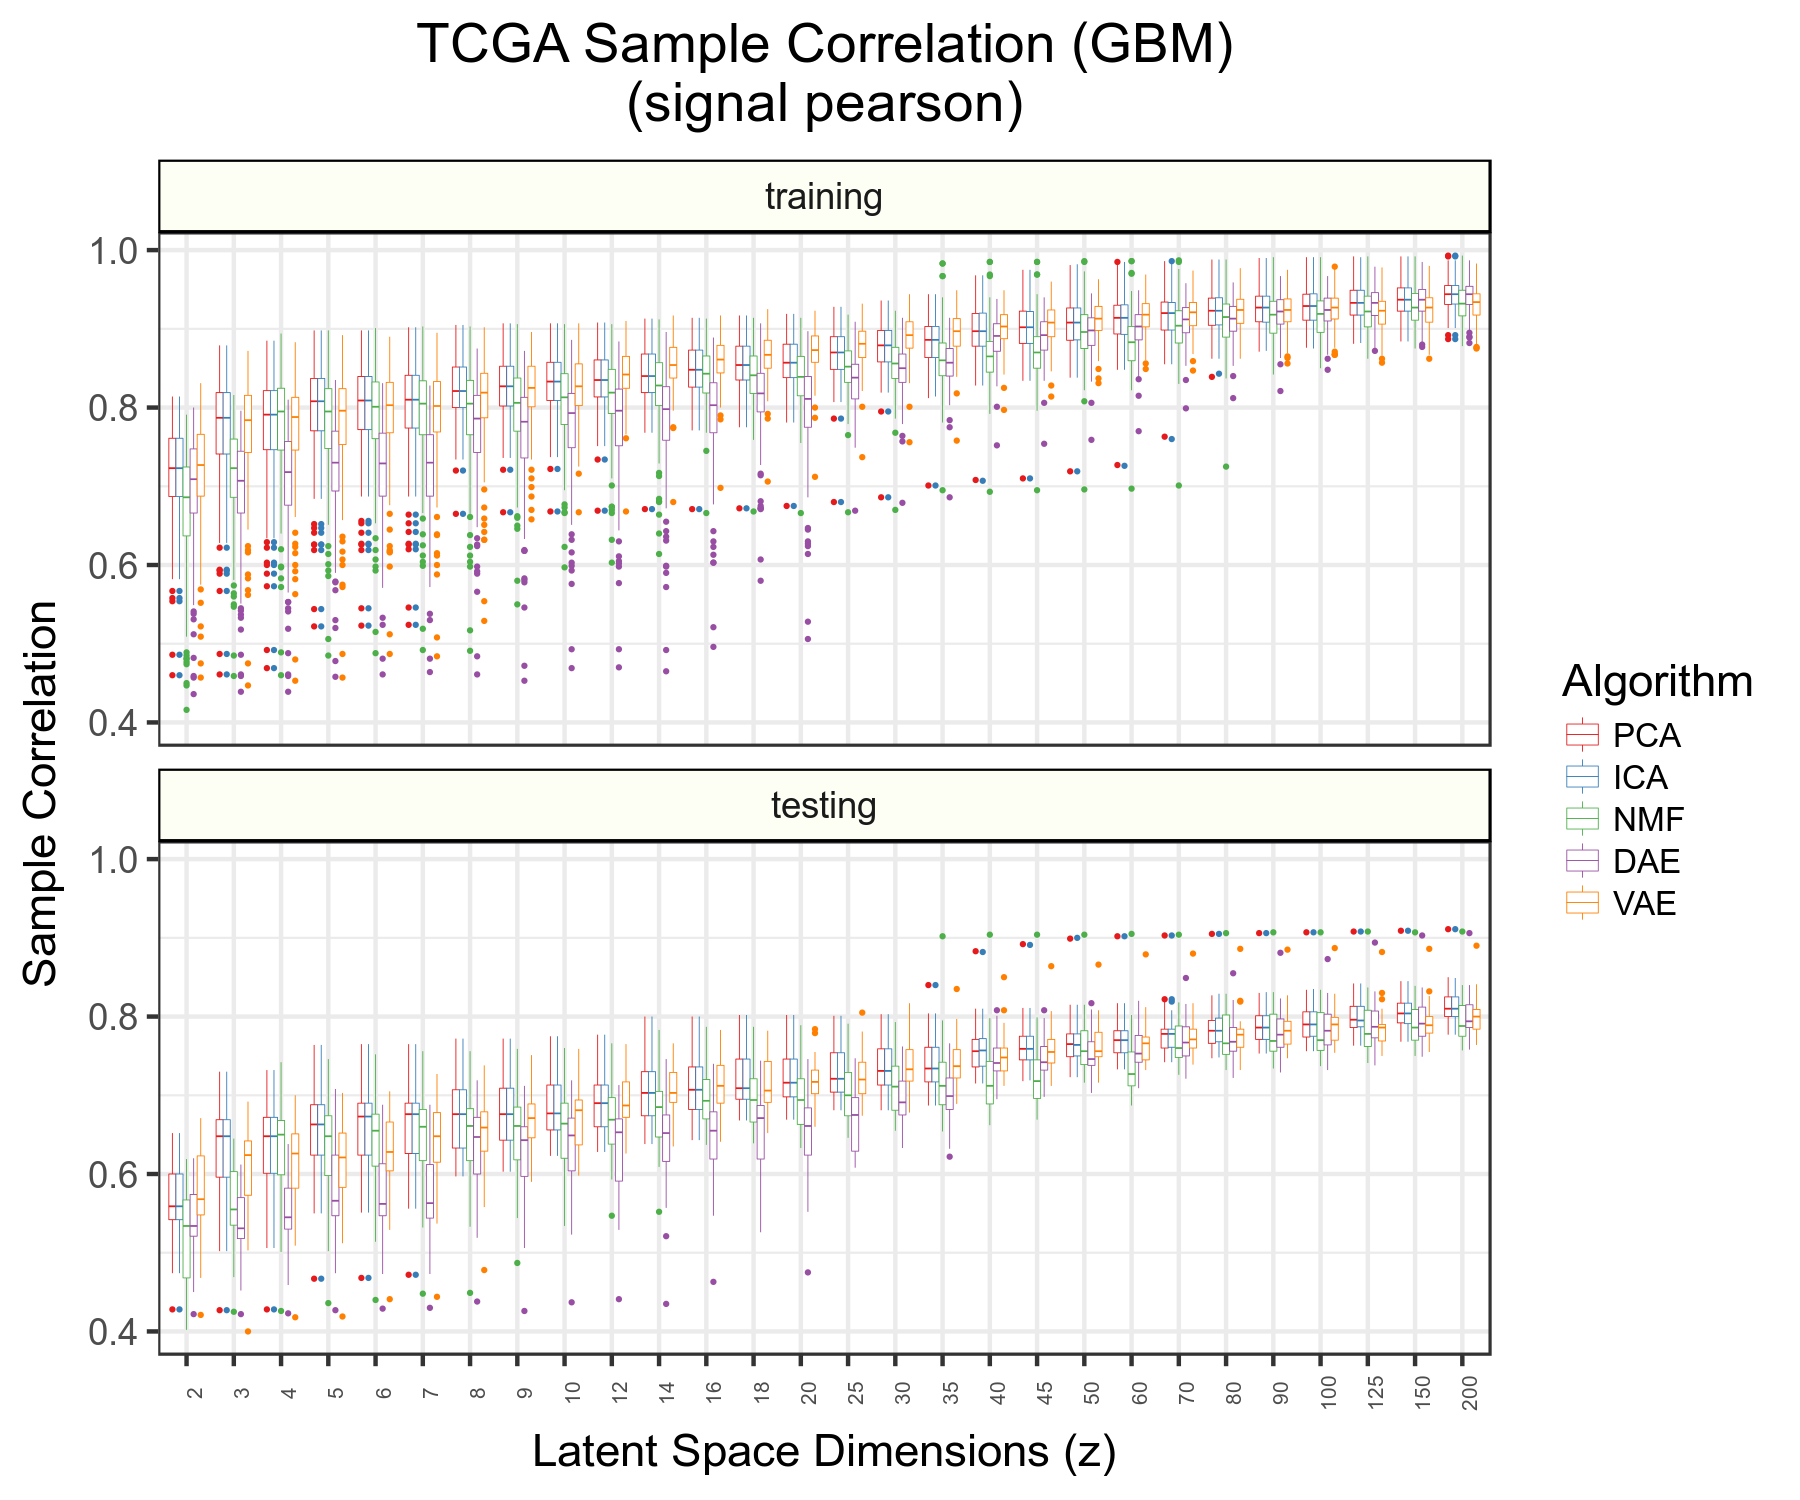 TCGA Sample Correlation (GBM)
(signal pearson)
training
1.0
0.8
0.6
0.4
testing
1.0
0.8
0.6
0.4
Sample Correlation
2 3 4 5 6 7 8 9 10 12 14 16 18 20 25 30 35 40 45 50 60 70 80 90 100 125 150 200
Latent Space Dimensions (z)
Algorithm
PCA
ICA
NMF
DAE
VAE